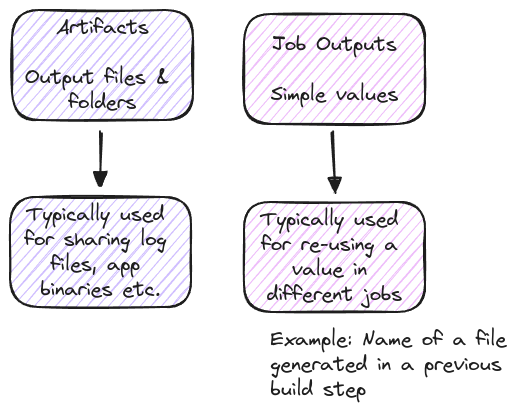 Artifacts
Output files &
folders
Job Outputs
Simple values
Typically used
for sharing log
files, app
binaries etc.
Typically used
for re-using a
value in
different jobs
Example: Name of a file
generated in a previous
build step